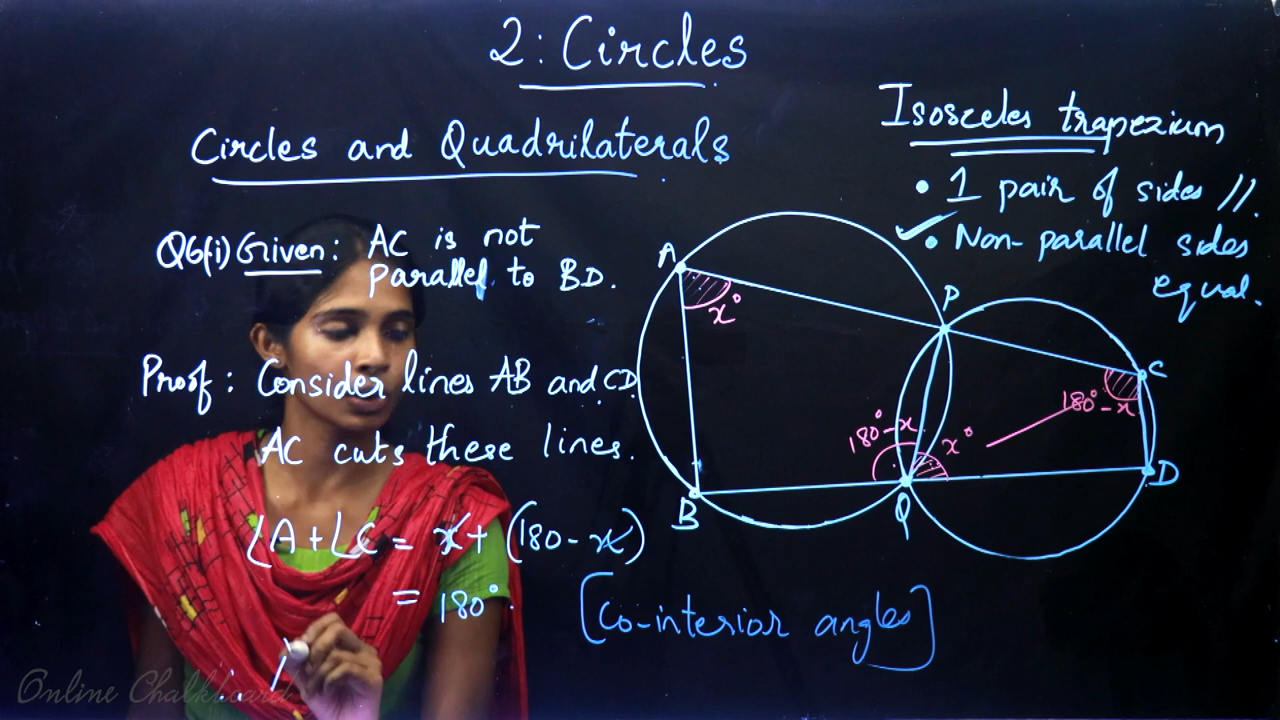 2: Circles
Circles and Quadrilaterals
Q6(i) Given: AC is not
parallel to BD.
Proof: Consider lines AB and CD
AC cuts these lines.
∠A+∠C = x + (180-x)
= 180°.
[Co-interior angles]
∴
Isosceles trapezium
• 1 pair of sides //.
✓• Non-parallel sides
equal.
A
x°
P
C
180°-x
180°-x
x°
B
Q
D
Online Chalkboard